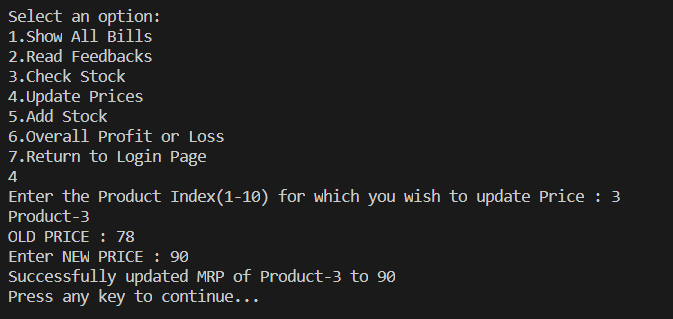 Select an option:
1.Show All Bills
2.Read Feedbacks
3.Check Stock
4.Update Prices
5.Add Stock
6.Overall Profit or Loss
7.Return to Login Page
4
Enter the Product Index(1-10) for which you wish to update Price : 3
Product-3
OLD PRICE : 78
Enter NEW PRICE : 90
Successfully updated MRP of Product-3 to 90
Press any key to continue...